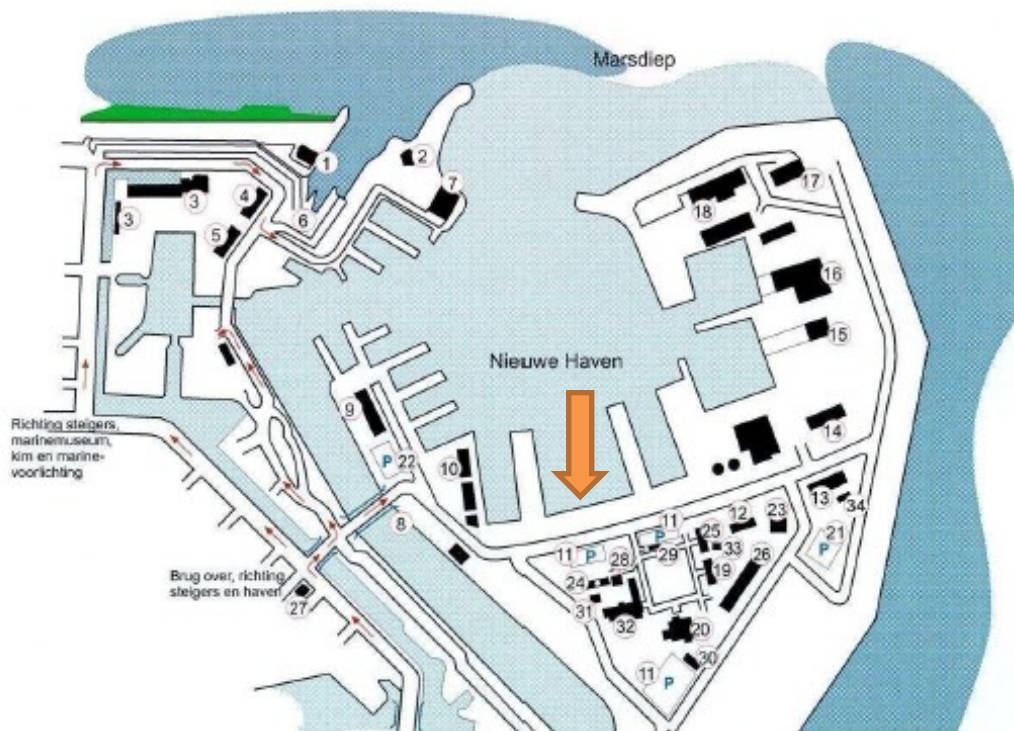 Marsdiep
1
2
7
17
3
4
18
3
6
5
16
15
Nieuwe Haven
9
Richting steigers,
marinemuseum,
kim en marine-
voorlichting
14
P
22
10
13
34
8
11
12
23
21
P
25
P
11
P
29
33
26
28
24
19
Brug over, richting
steigers en haven
27
31
32
20
30
11
P